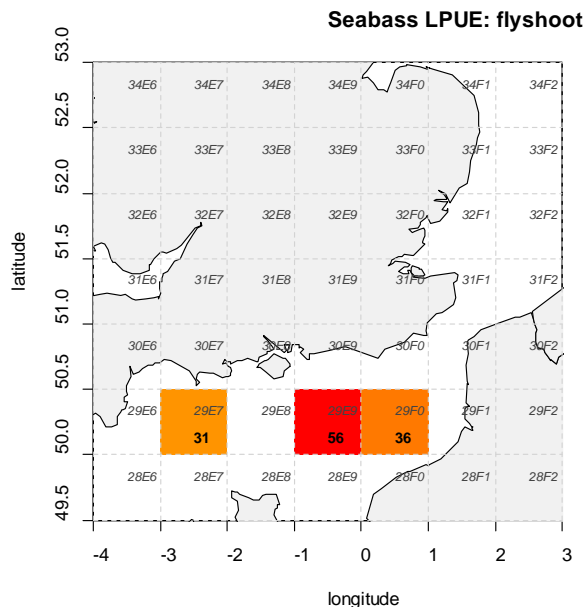 Seabass LPUE: flyshoot
53.0
34E6 34E7 34E8 34E9 34F0 34F1 34F2
52.5
33E6 33E7 33E8 33E9 33F0 33F1 33F2
52.0
32E6 32E7 32E8 32E9 32F0 32F1 32F2
51.5
latitude
31E6 31E7 31E8 31E9 31F0 31F1 31F2
51.0
30E6 30E7 30E8 30E9 30F0 30F1 30F2
50.5
29E6 29E7 29E8 29E9 29F0 29F1 29F2
31 56 36
50.0
28E6 28E7 28E8 28E9 28F0 28F1 28F2
49.5
-4 -3 -2 -1 0 1 2 3
longitude